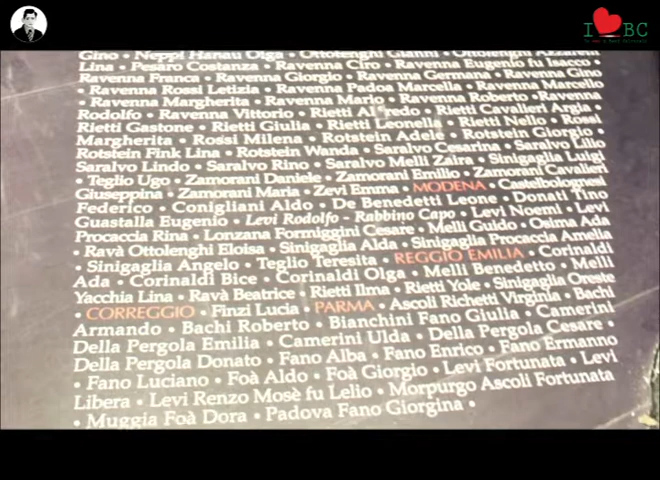 I BC
Gino • Neppi Hanau Olga • Ottolenghi Gianni • Ottolenghi Azzarelli
Lina • Pesaro Costanza • Ravenna Ciro • Ravenna Eugenio fu Isacco •
Ravenna Franca • Ravenna Giorgio • Ravenna Germana • Ravenna Gino
• Ravenna Rossi Letizia • Ravenna Padoa Marcella • Ravenna Marcello
• Ravenna Margherita • Ravenna Mario • Ravenna Roberto • Ravenna
Rodolfo • Ravenna Vittorio • Rietti Alfredo • Rietti Cavalieri Argia •
Rietti Gastone • Rietti Giulia • Rietti Leonella • Rietti Nello • Rossi
Margherita • Rossi Milena • Rotstein Adele • Rotstein Giorgio •
Rotstein Fink Lina • Rotstein Wanda • Saralvo Cesarina • Saralvo Lilio
Saralvo Lindo • Saralvo Rino • Saralvo Melli Zaira • Sinigaglia Luigi
• Teglio Ugo • Zamorani Daniele • Zamorani Emilio • Zamorani Cavalieri
Giuseppina • Zamorani Maria • Zevi Emma • MODENA • Castelbolognesi
Federico • Conigliani Aldo • De Benedetti Leone • Donati Tino
Guastalla Eugenio • Levi Rodolfo - Rabbino Capo • Levi Noemi • Levi
Procaccia Rina • Lonzana Formiggini Cesare • Melli Guido • Osima Ada
• Ravà Ottolenghi Eloisa • Sinigaglia Alda • Sinigaglia Procaccia Amelia
• Sinigaglia Angelo • Teglio Teresita • REGGIO EMILIA • Corinaldi
Ada • Corinaldi Bice • Corinaldi Olga • Melli Benedetto • Melli
Yacchia Lina • Ravà Beatrice • Rietti Ilma • Rietti Yole • Sinigaglia Oreste
• CORREGGIO • Finzi Lucia • PARMA • Ascoli Richetti Virginia • Bachi
Armando • Bachi Roberto • Bianchini Fano Giulia • Camerini
Della Pergola Emilia • Camerini Ulda • Della Pergola Cesare •
Della Pergola Donato • Fano Alba • Fano Enrico • Fano Ermanno
• Fano Luciano • Foà Aldo • Foà Giorgio • Levi Fortunata • Levi
Libera • Levi Renzo Mosè fu Lelio • Morpurgo Ascoli Fortunata
• Muggia Foà Dora • Padova Fano Giorgina •